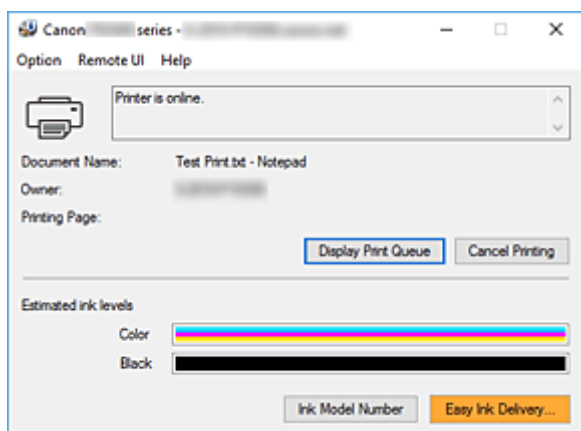 Canon series -
Option Remote UI Help
Printer is online.
Document Name: Test Print.txt - Notepad
Owner:
Printing Page:
Display Print Queue Cancel Printing
Estimated ink levels
Color
Black
Ink Model Number Easy Ink Delivery...